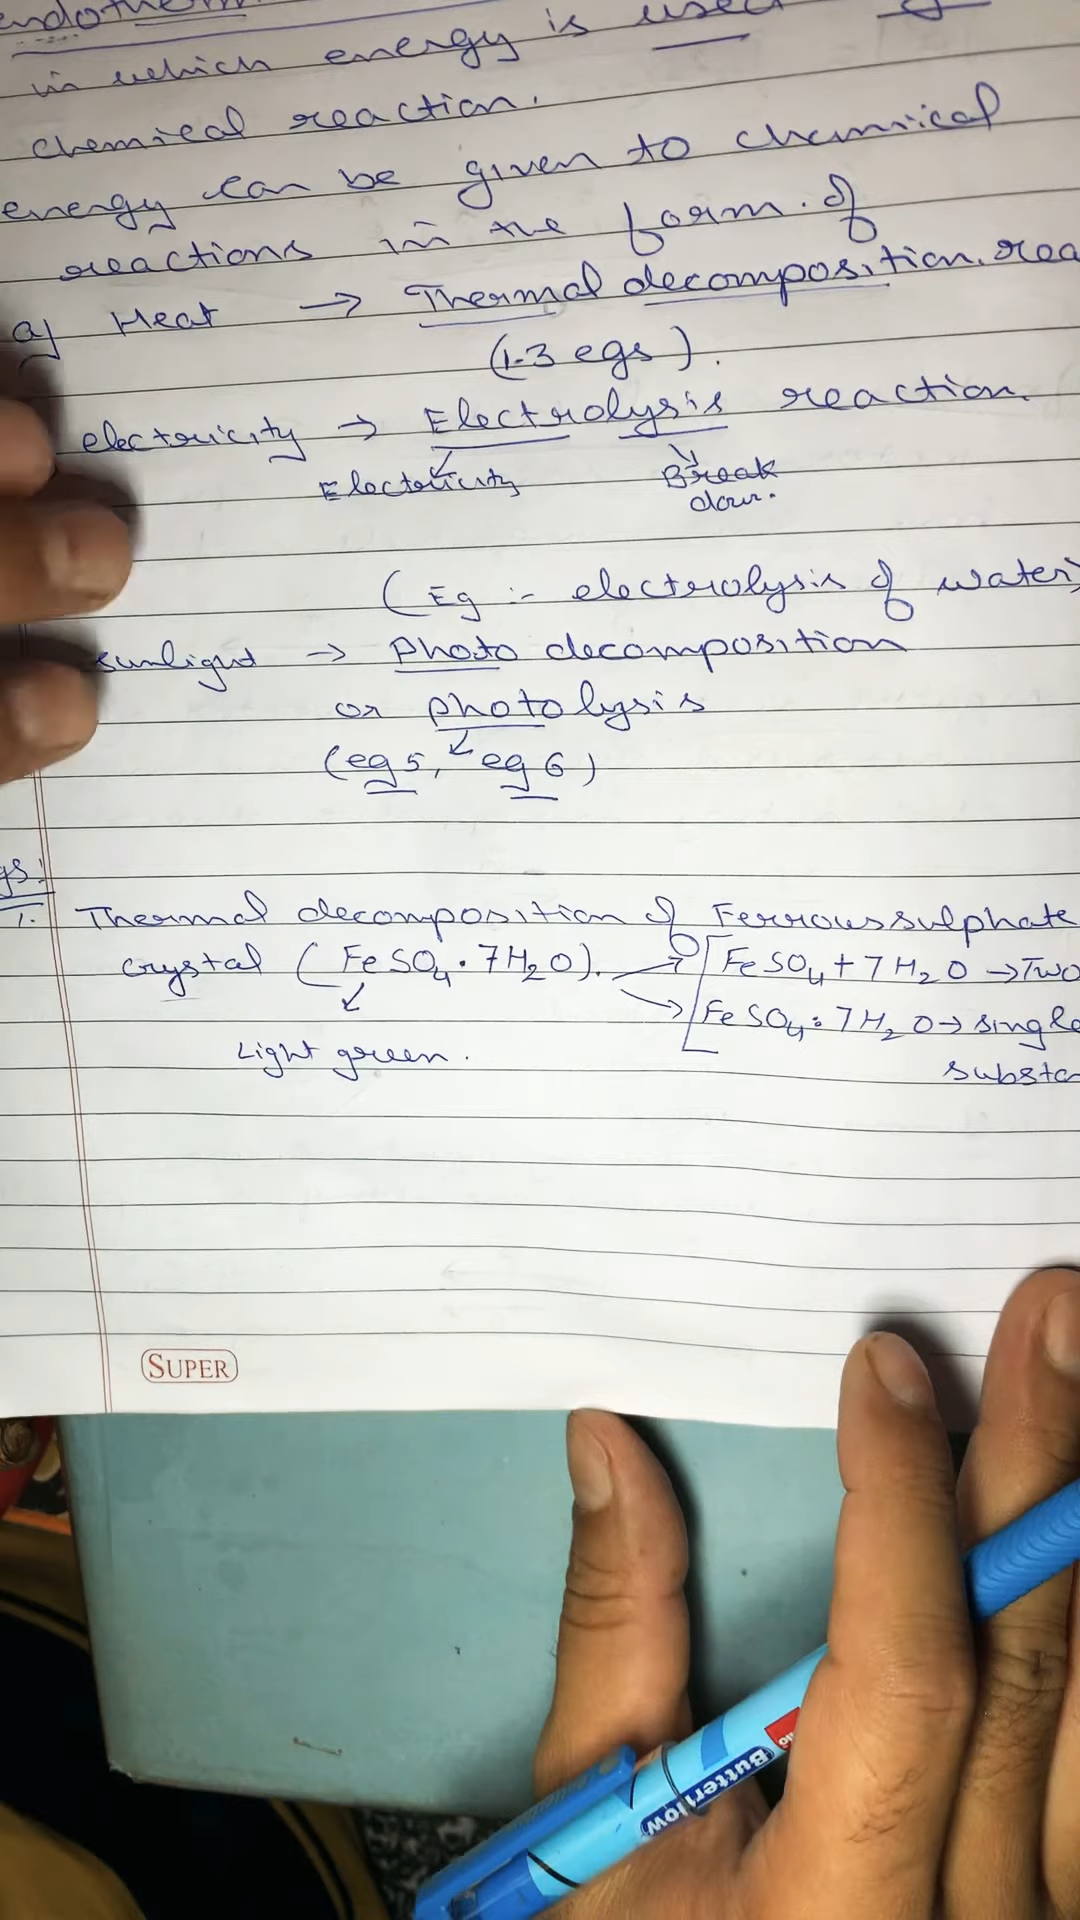 endotherm
in which energy is used
chemical reaction.
energy can be given to chemical
reactions in the form of
a) Heat → Thermal decomposition rea
(1-3 egs).
electricity → Electrolysis reaction.
Electricity Break
down.
(Eg :- electrolysis of water)
sunlight → Photo decomposition
or photolysis
(eg 5, eg 6)
gs:
1. Thermal decomposition of Ferrous sulphate
crystal (FeSO4·7H2O). FeSO4 + 7H2O → Two
FeSO4·7H2O → single
Light green. substa
SUPER
Butterflow